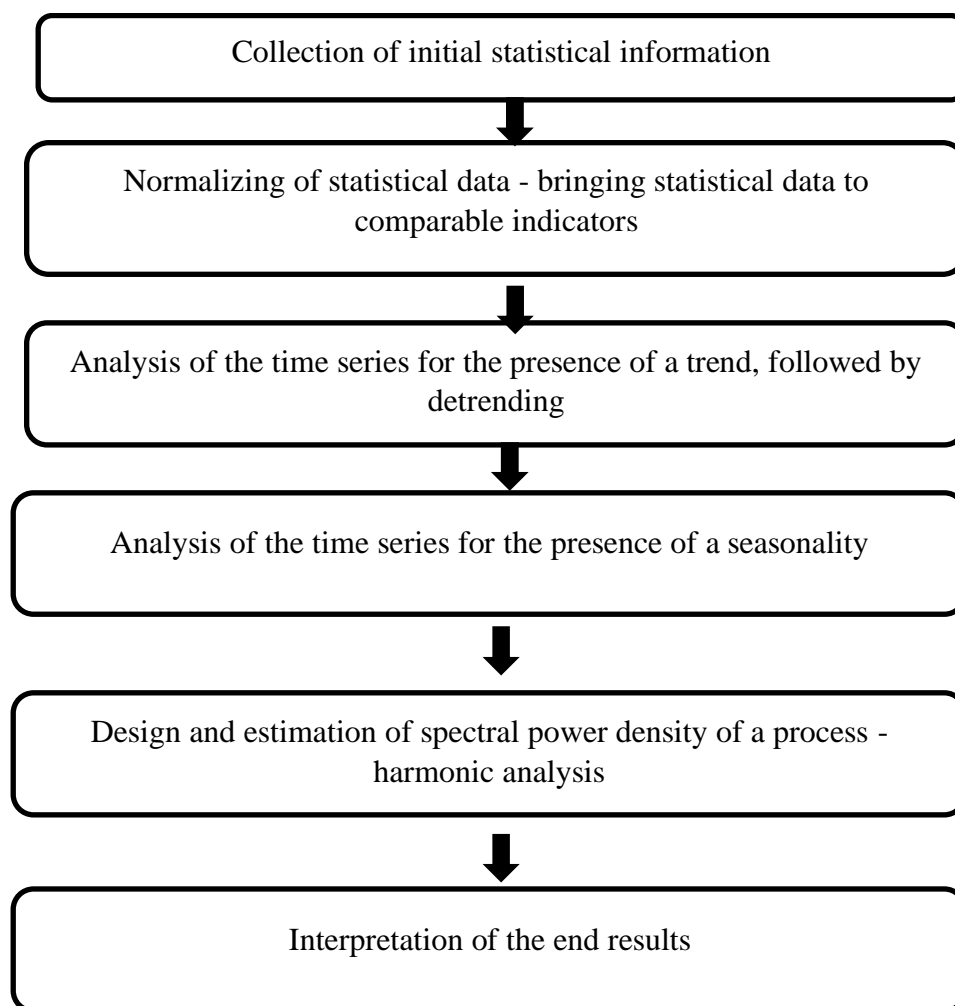 Collection of initial statistical information
Normalizing of statistical data - bringing statistical data to
comparable indicators
Analysis of the time series for the presence of a trend, followed by
detrending
Analysis of the time series for the presence of a seasonality
Design and estimation of spectral power density of a process -
harmonic analysis
Interpretation of the end results